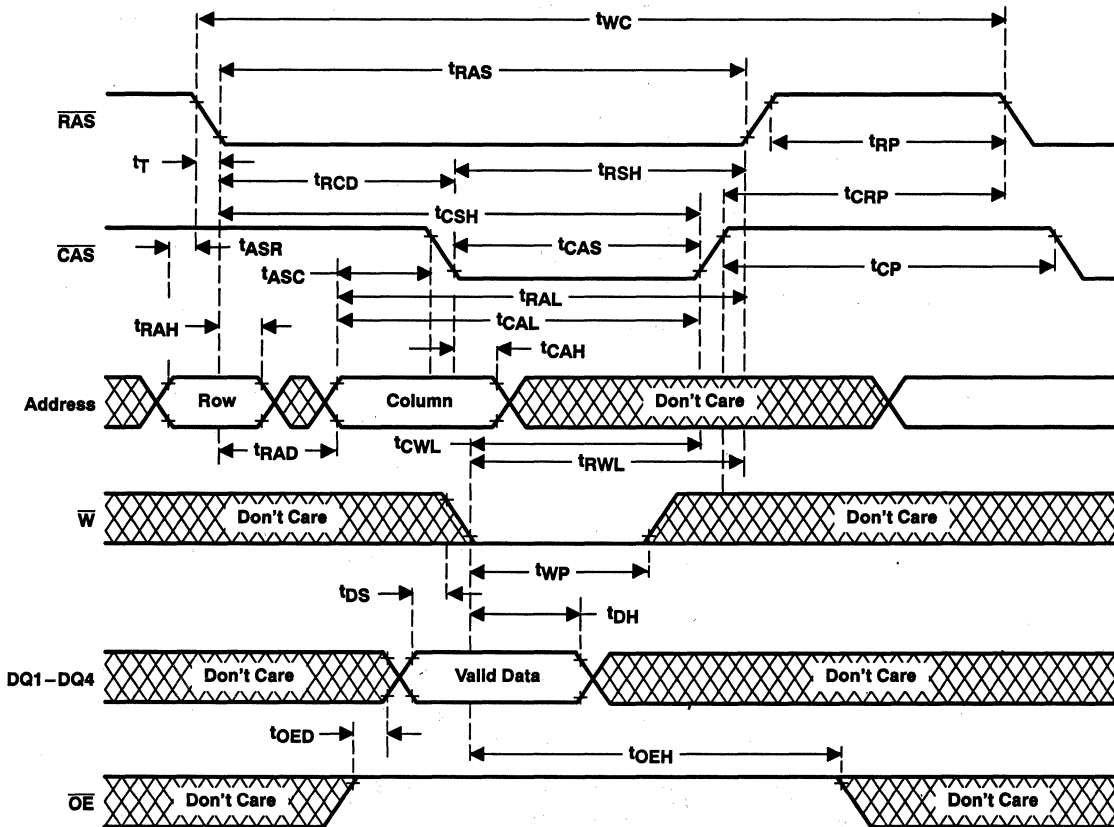 tWC
tRAS
RAS
tRP
tT
tRCD
tRSH
tCRP
tCSH
CAS
tASR
tCAS
tCP
tASC
tRAL
tRAH
tCAL
tCAH
Address
Row
Column
Don't Care
tRAD
tCWL
tRWL
W
Don't Care
Don't Care
tWP
tDS
tDH
DQ1–DQ4
Don't Care
Valid Data
Don't Care
tOED
tOEH
OE
Don't Care
Don't Care